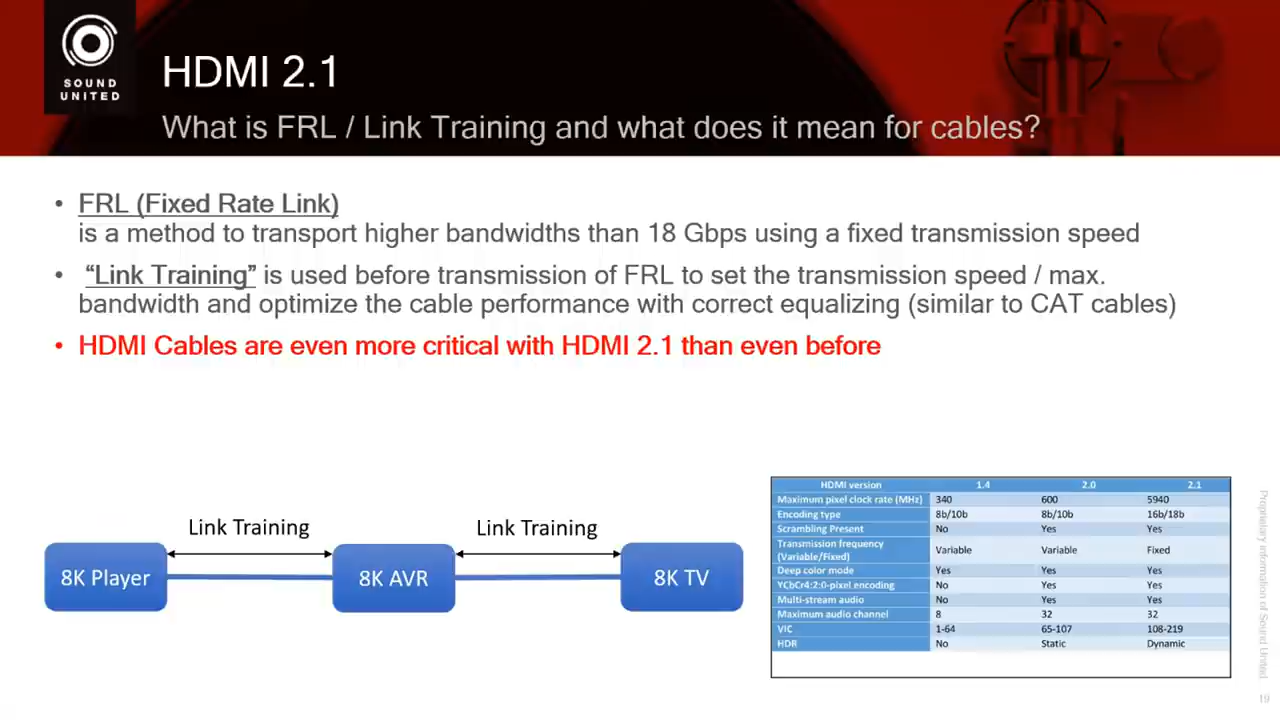 SOUND
UNITED
HDMI 2.1
What is FRL / Link Training and what does it mean for cables?
• FRL (Fixed Rate Link)
is a method to transport higher bandwidths than 18 Gbps using a fixed transmission speed
• “Link Training” is used before transmission of FRL to set the transmission speed / max.
bandwidth and optimize the cable performance with correct equalizing (similar to CAT cables)
• HDMI Cables are even more critical with HDMI 2.1 than even before
Link Training Link Training
8K Player 8K AVR 8K TV
HDMI version 1.4 2.0 2.1
Maximum pixel clock rate (MHz) 340 600 5940
Encoding type 8b/10b 8b/10b 16b/18b
Scrambling Present No Yes Yes
Transmission frequency
(Variable/Fixed) Variable Variable Fixed
Deep color mode Yes Yes Yes
YCbCr4:2:0-pixel encoding No Yes Yes
Multi-stream audio No Yes Yes
Maximum audio channel 8 32 32
VIC 1-64 65-107 108-219
HDR No Static Dynamic
Proprietary information of Sound United
19